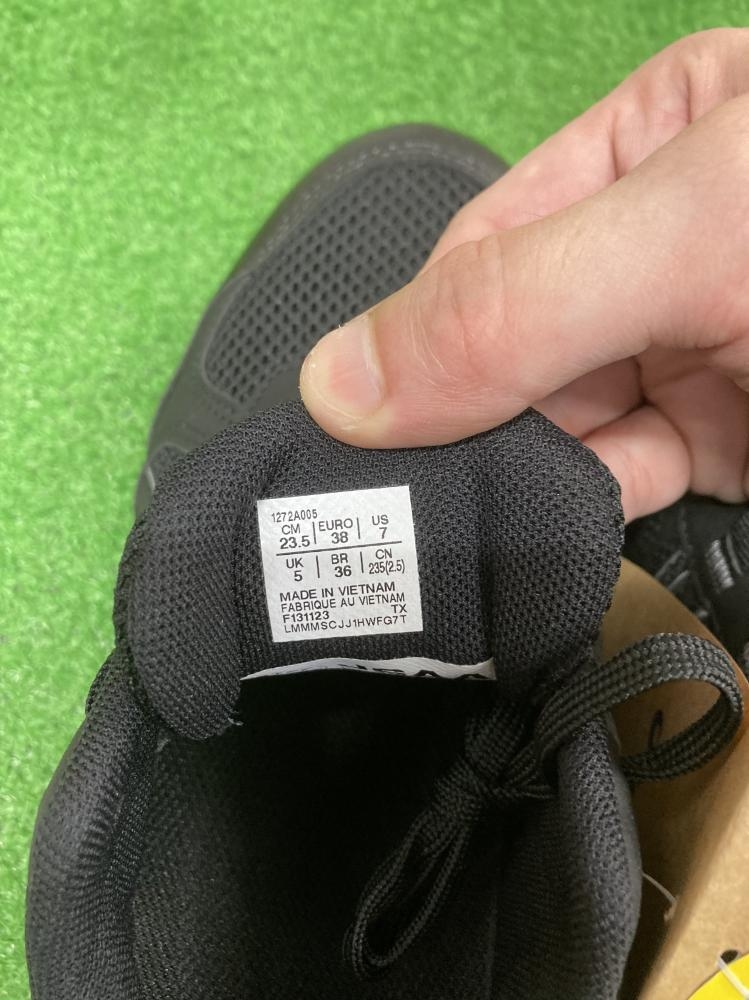 1272A005
CM EURO US
23.5 38 7
UK BR CN
5 36 235(2.5)
MADE IN VIETNAM
FABRIQUE AU VIETNAM
F131123 TX
LMMMSCJJ1HWFG7T